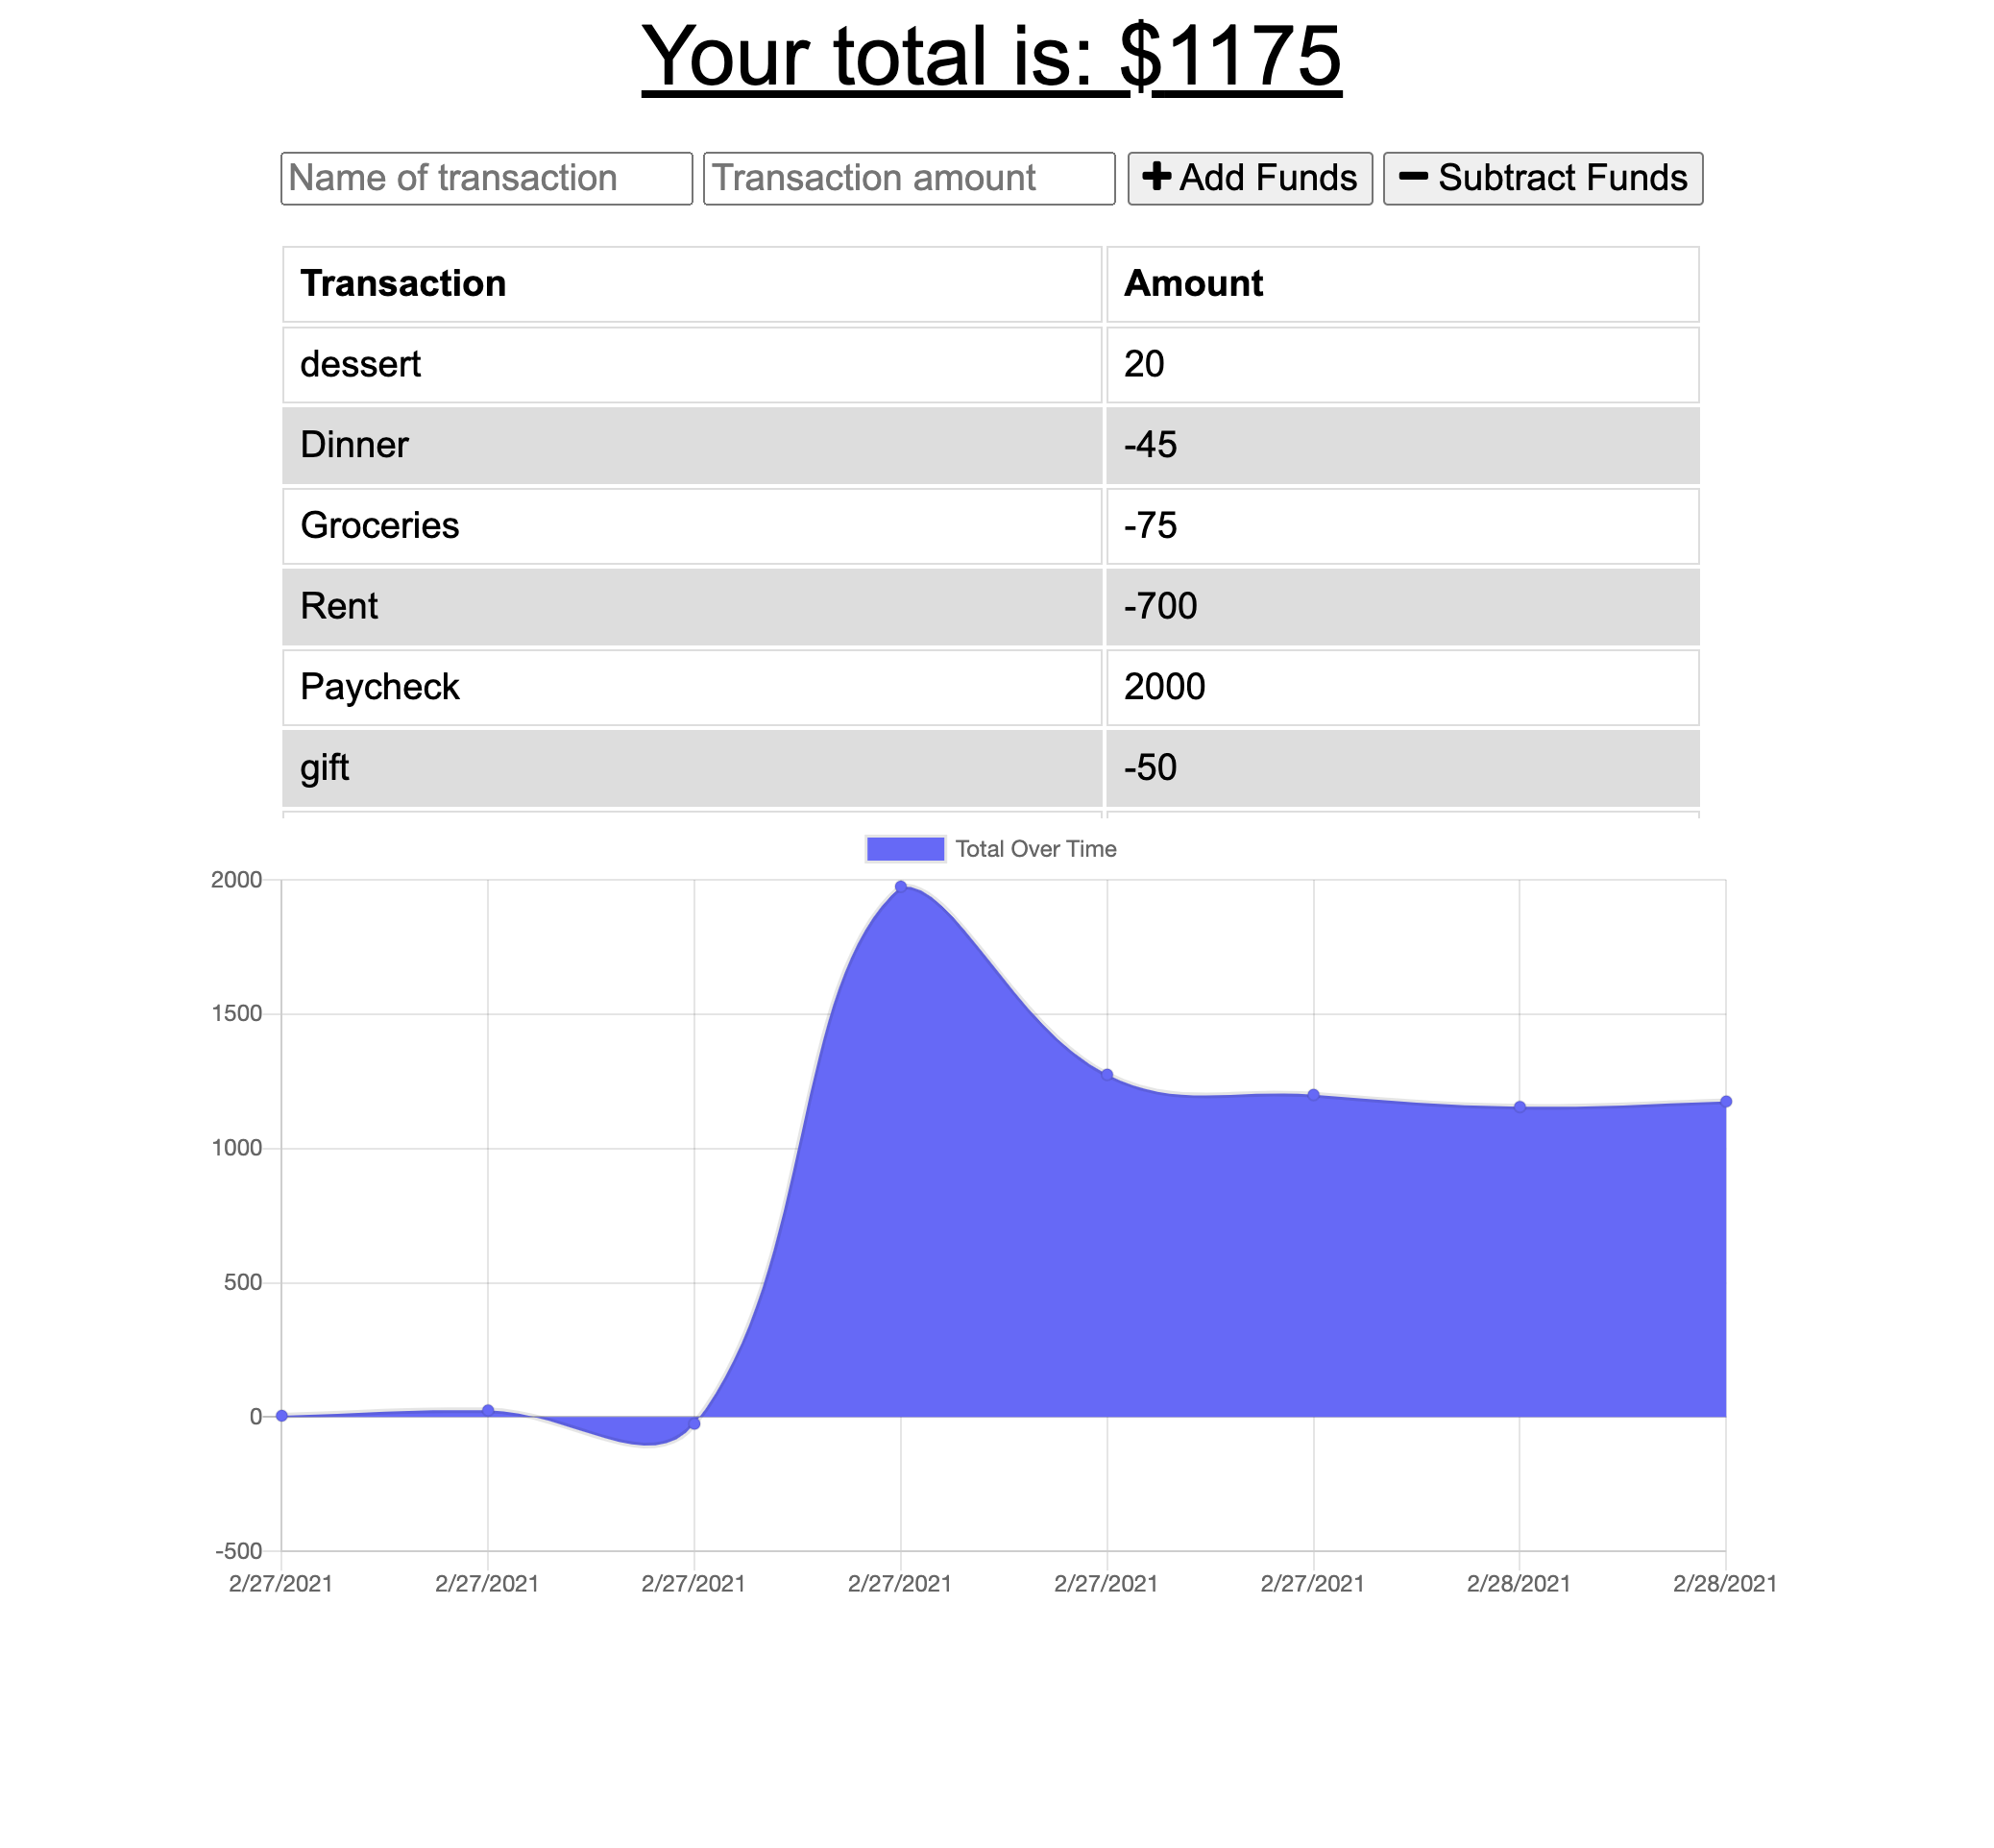 Your total is: $1175
Name of transaction Transaction amount Add Funds Subtract Funds
Transaction Amount
dessert 20
Dinner -45
Groceries -75
Rent -700
Paycheck 2000
gift -50
Total Over Time
2000
1500
1000
500
0
-500
2/27/2021 2/27/2021 2/27/2021 2/27/2021 2/27/2021 2/27/2021 2/28/2021 2/28/2021